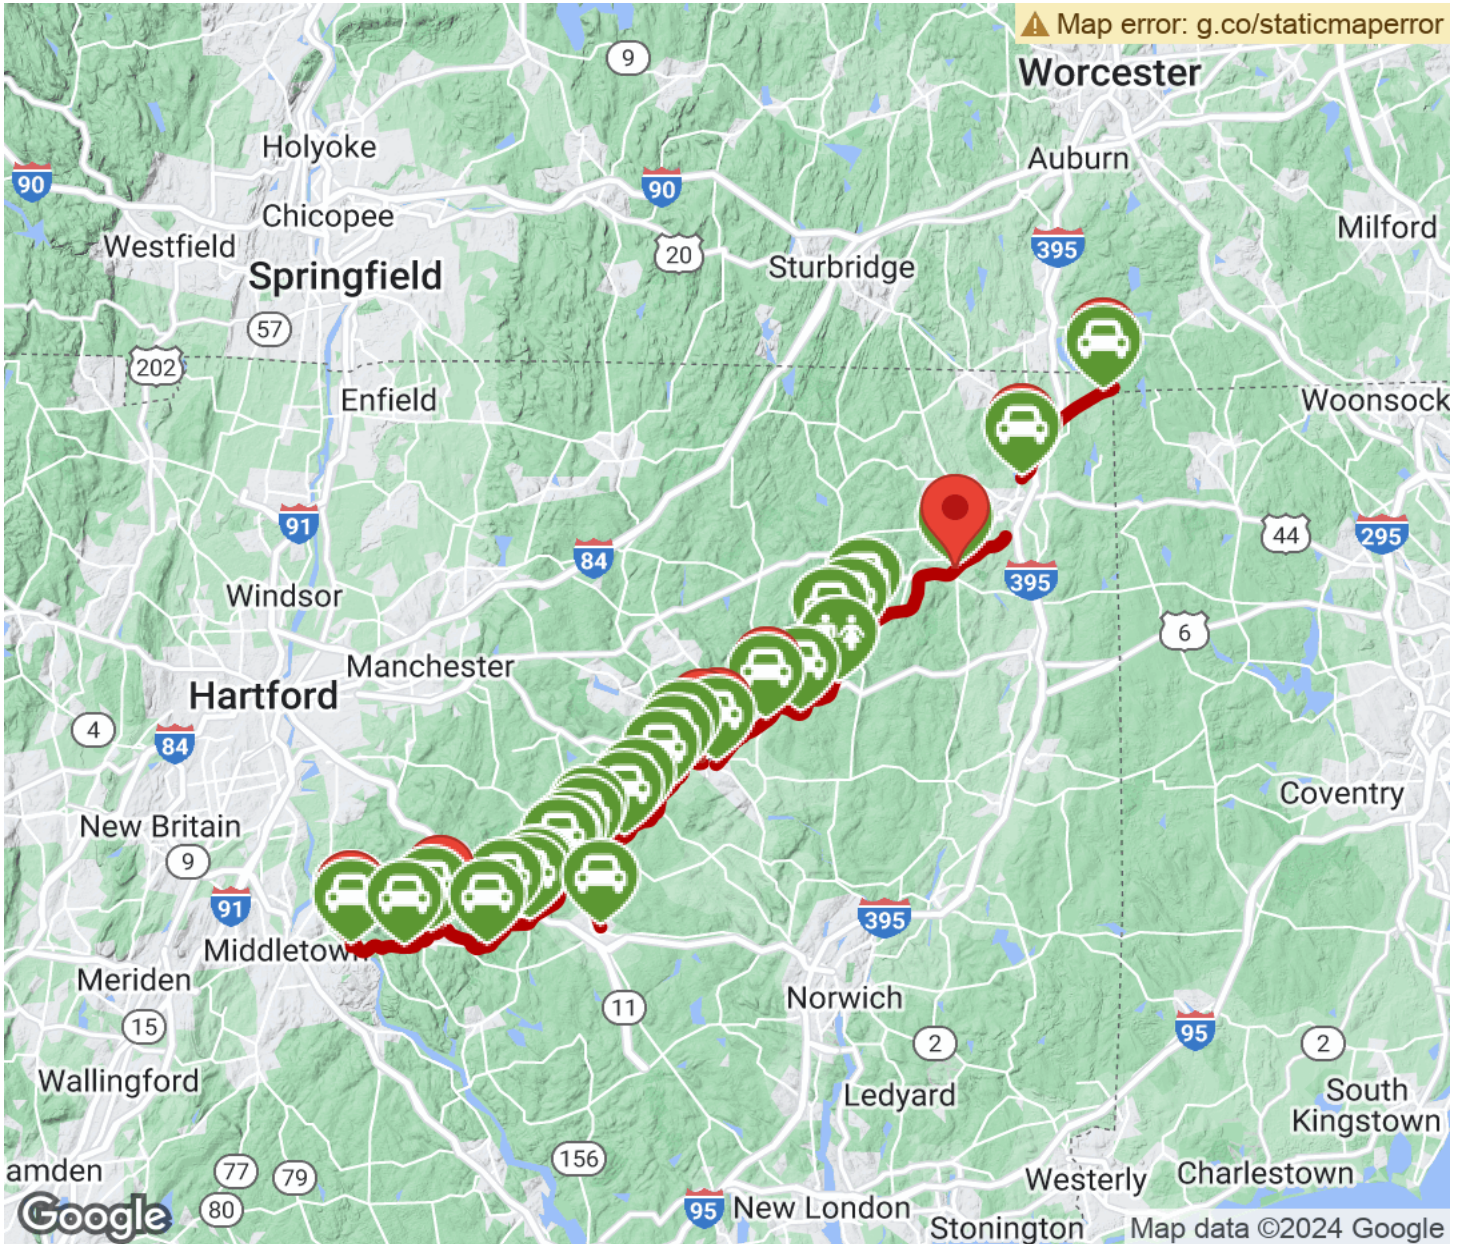 Map error: g.co/staticmaperror
9
Worcester
Holyoke
Auburn
90
90
Chicopee
Milford
Westfield
395
20
Springfield
Sturbridge
57
202
Enfield
Woonsock
91
44
295
84
395
Windsor
6
Manchester
Hartford
4
84
Coventry
New Britain
9
91
395
Middletown
Meriden
Norwich
11
15
95
2
2
Wallingford
Ledyard
South
Kingstown
156
amden
77
79
Westerly
Charlestown
80
Google
95
New London
Stonington
Map data ©2024 Google